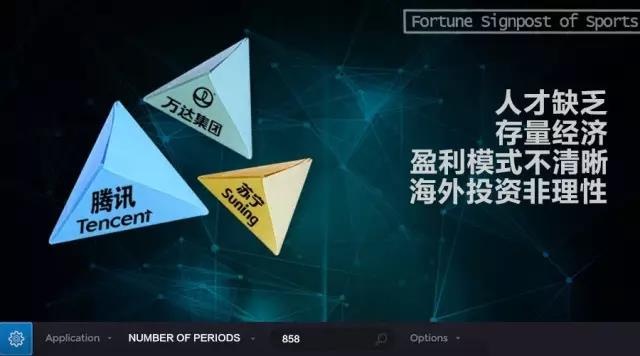 Fortune Signpost of Sports
万达集团
腾讯
Tencent
苏宁
Suning
人才缺乏
存量经济
盈利模式不清晰
海外投资非理性
Application
NUMBER OF PERIODS
858
Options